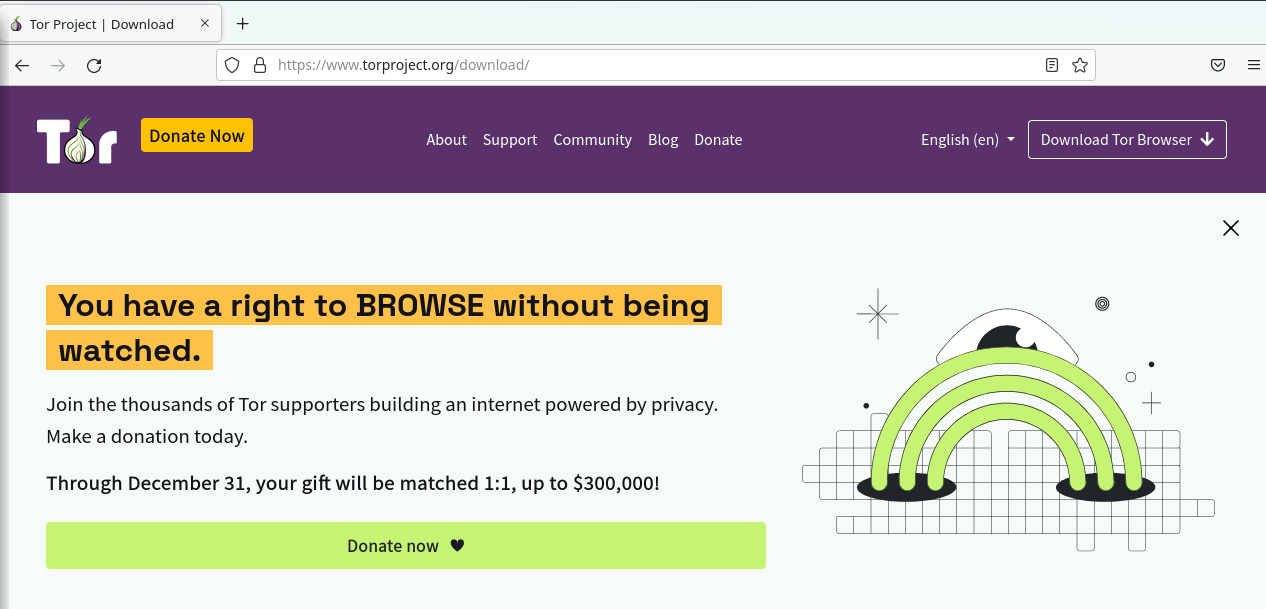 Tor Project | Download
https://www.torproject.org/download/
Tor
Donate Now
About Support Community Blog Donate
English (en)
Download Tor Browser
You have a right to BROWSE without being
watched.
Join the thousands of Tor supporters building an internet powered by privacy.
Make a donation today.
Through December 31, your gift will be matched 1:1, up to $300,000!
Donate now